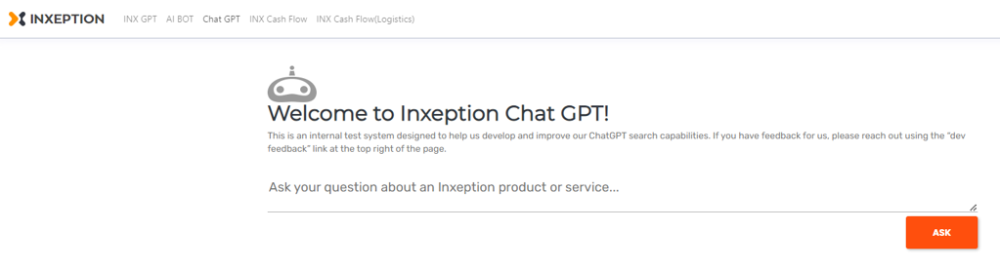 INXEPTION INX GPT AI BOT Chat GPT INX Cash Flow INX Cash Flow(Logistics)
Welcome to Inxeption Chat GPT!
This is an internal test system designed to help us develop and improve our ChatGPT search capabilities. If you have feedback for us, please reach out using the "dev
feedback" link at the top right of the page.
Ask your question about an Inxeption product or service...
ASK